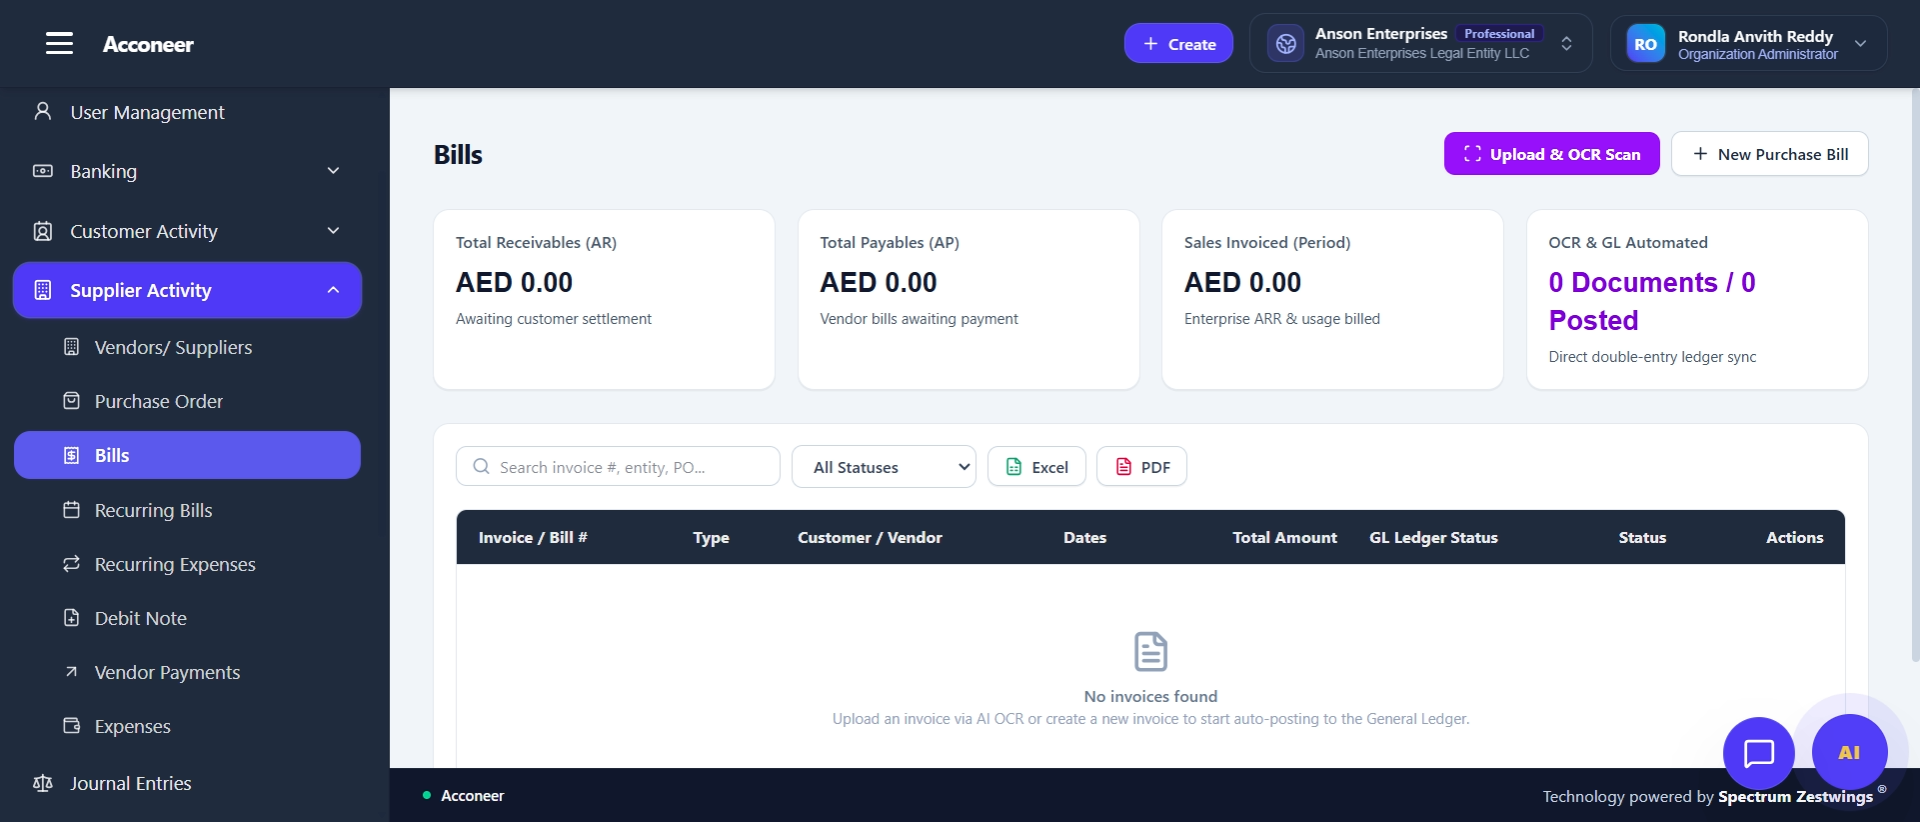 Acconeer
Create
Anson Enterprises Professional
Anson Enterprises Legal Entity LLC
RO
Rondla Anvith Reddy
Organization Administrator
User Management
Banking
Customer Activity
Supplier Activity
Vendors/ Suppliers
Purchase Order
Bills
Recurring Bills
Recurring Expenses
Debit Note
Vendor Payments
Expenses
Journal Entries
Bills
Upload & OCR Scan
New Purchase Bill
Total Receivables (AR)
AED 0.00
Awaiting customer settlement
Total Payables (AP)
AED 0.00
Vendor bills awaiting payment
Sales Invoiced (Period)
AED 0.00
Enterprise ARR & usage billed
OCR & GL Automated
0 Documents / 0
Posted
Direct double-entry ledger sync
Search invoice #, entity, PO...
All Statuses
Excel
PDF
Invoice / Bill # Type Customer / Vendor Dates Total Amount GL Ledger Status Status Actions
No invoices found
Upload an invoice via AI OCR or create a new invoice to start auto-posting to the General Ledger.
AI
Acconeer
Technology powered by Spectrum Zestwings ®